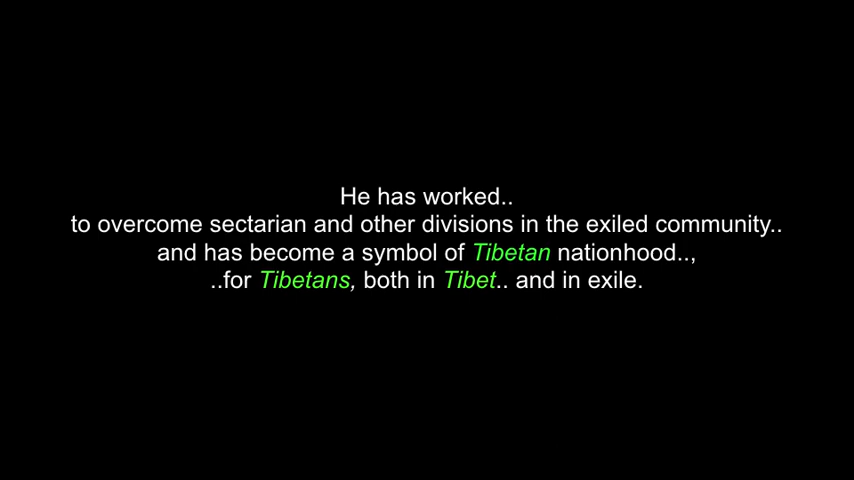 He has worked..
to overcome sectarian and other divisions in the exiled community..
and has become a symbol of Tibetan nationhood..,
..for Tibetans, both in Tibet.. and in exile.